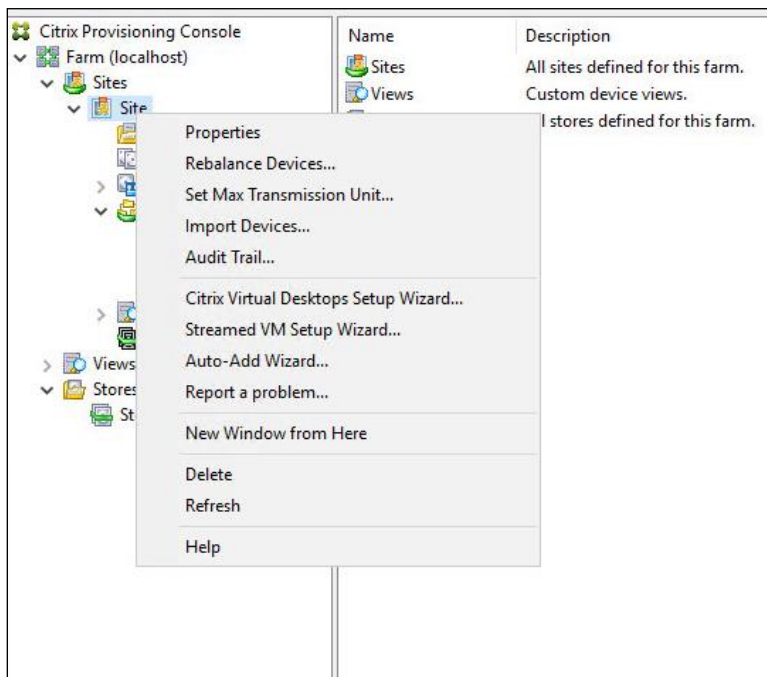 Citrix Provisioning Console
Farm (localhost)
Sites
Site
Views
Stores
St
Properties
Rebalance Devices...
Set Max Transmission Unit...
Import Devices...
Audit Trail...
Citrix Virtual Desktops Setup Wizard...
Streamed VM Setup Wizard...
Auto-Add Wizard...
Report a problem...
New Window from Here
Delete
Refresh
Help
Name Description
Sites All sites defined for this farm.
Views Custom device views.
l stores defined for this farm.